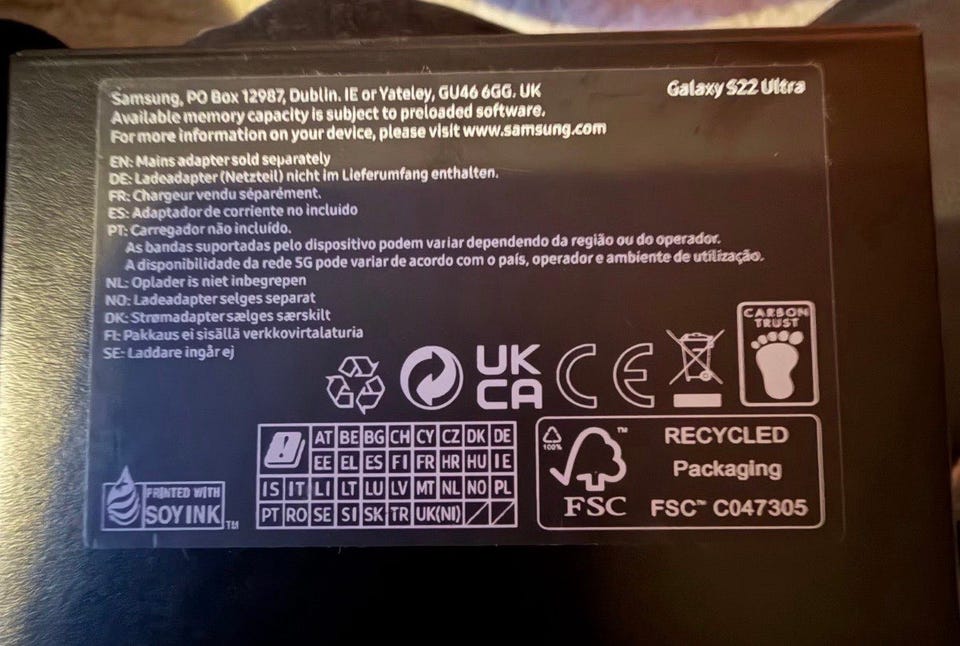 Samsung, PO Box 12987, Dublin. IE or Yateley, GU46 6GG. UK
Galaxy S22 Ultra
Available memory capacity is subject to preloaded software.
For more information on your device, please visit www.samsung.com
EN: Mains adapter sold separately
DE: Ladeadapter (Netzteil) nicht im Lieferumfang enthalten.
FR: Chargeur vendu séparément.
ES: Adaptador de corriente no incluido
PT: Carregador não incluído.
As bandas suportadas pelo dispositivo podem variar dependendo da região ou do operador.
A disponibilidade da rede 5G pode variar de acordo com o país, operador e ambiente de utilização.
NL: Oplader is niet inbegrepen
NO: Ladeadapter selges separat
DK: Strømadapter sælges særskilt
FI: Pakkaus ei sisällä verkkovirtalaturia
SE: Laddare ingår ej
UK
CA
CE
CARBON
TRUST
! AT BE BG CH CY CZ DK DE
EE EL ES FI FR HR HU IE
IS IT LI LT LU LV MT NL NO PL
PT RO SE SI SK TR UK(NI)
PRINTED WITH
SOY INK TM
100%
™
FSC
RECYCLED
Packaging
FSC™ C047305